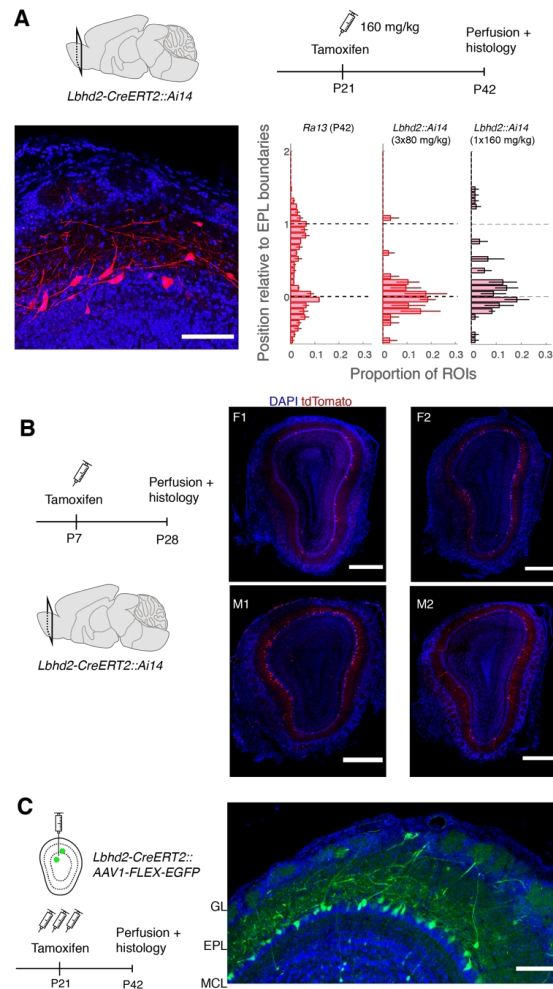 A
160 mg/kg
Tamoxifen
Perfusion +
histology
P21
P42
Lbhd2-CreERT2::Ai14
Ra13 (P42)
Lbhd2::Ai14
(3x80 mg/kg)
Lbhd2::Ai14
(1x160 mg/kg)
Position relative to EPL boundaries
2
1
0
0 0.1 0.2 0.3
0 0.1 0.2 0.3
0 0.1 0.2 0.3
Proportion of ROIs
B
DAPI tdTomato
F1
F2
Tamoxifen
Perfusion +
histology
P7
P28
M1
M2
Lbhd2-CreERT2::Ai14
C
Lbhd2-CreERT2::
AAV1-FLEX-EGFP
Tamoxifen
Perfusion +
histology
P21
P42
GL
EPL
MCL